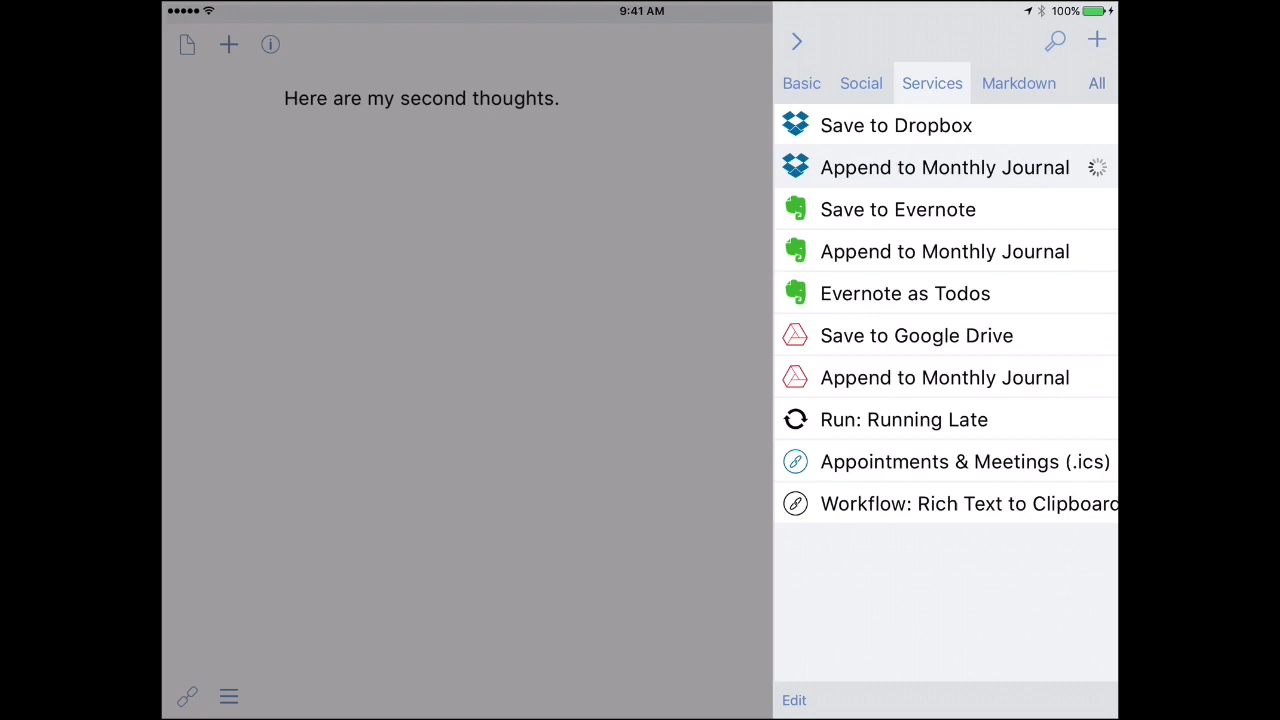 9:41 AM
100%
Here are my second thoughts.
Basic Social Services Markdown All
Save to Dropbox
Append to Monthly Journal
Save to Evernote
Append to Monthly Journal
Evernote as Todos
Save to Google Drive
Append to Monthly Journal
Run: Running Late
Appointments & Meetings (.ics)
Workflow: Rich Text to Clipboard
Edit